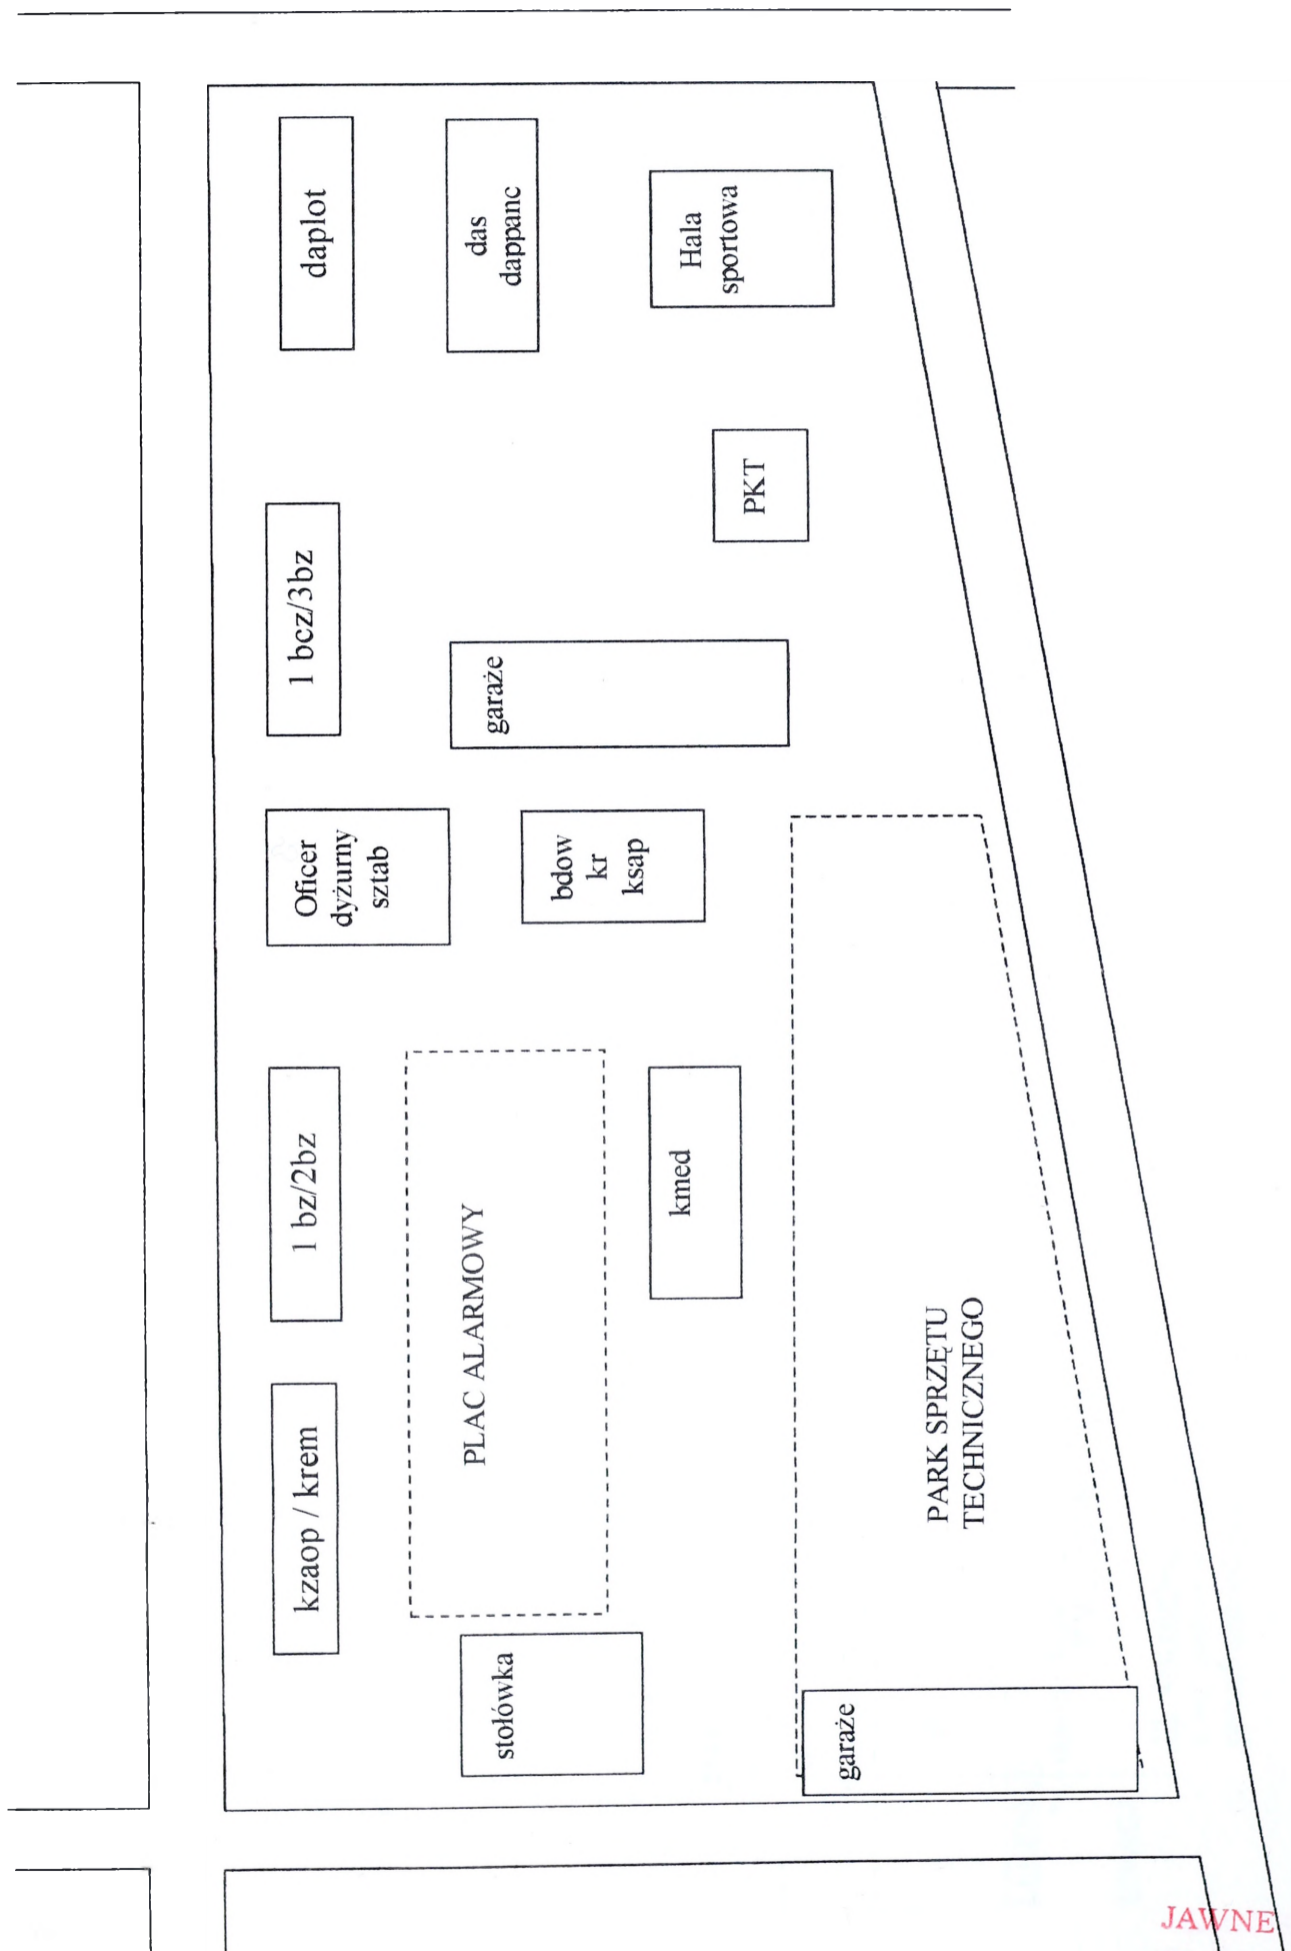 daplot
das
dappanc
Hala
sportowa
PKT
1 bcz/3bz
garaże
Oficer
dyżurny
sztab
bdow
kr
ksap
1 bz/2bz
PLAC ALARMOWY
kmed
kzaop / krem
stołówka
PARK SPRZĘTU
TECHNICZNEGO
garaże
JAWNE